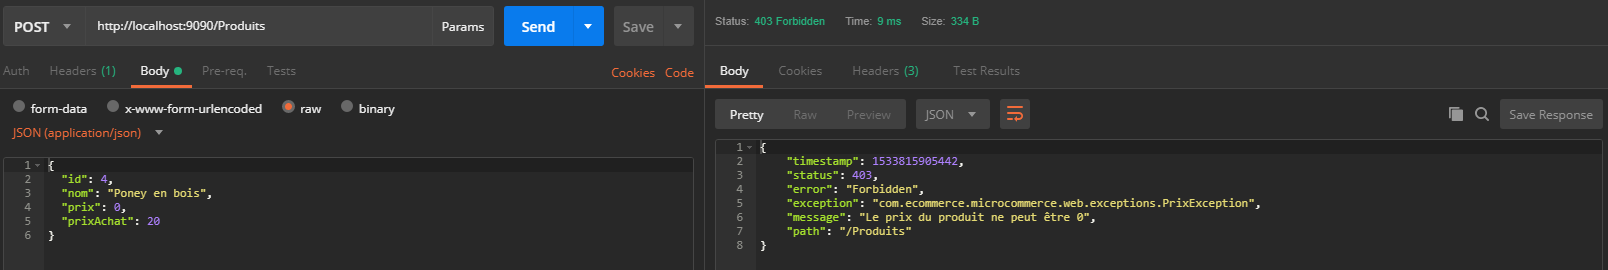 POST http://localhost:9090/Produits Params Send Save
Auth Headers (1) Body Pre-req. Tests Cookies Code
form-data x-www-form-urlencoded raw binary
JSON (application/json)
1 {
2 "id": 4,
3 "nom": "Poney en bois",
4 "prix": 0,
5 "prixAchat": 20
6 }
Status: 403 Forbidden Time: 9 ms Size: 334 B
Body Cookies Headers (3) Test Results
Pretty Raw Preview JSON Save Response
1 {
2 "timestamp": 1533815905442,
3 "status": 403,
4 "error": "Forbidden",
5 "exception": "com.ecommerce.microcommerce.web.exceptions.PrixException",
6 "message": "Le prix du produit ne peut être 0",
7 "path": "/Produits"
8 }